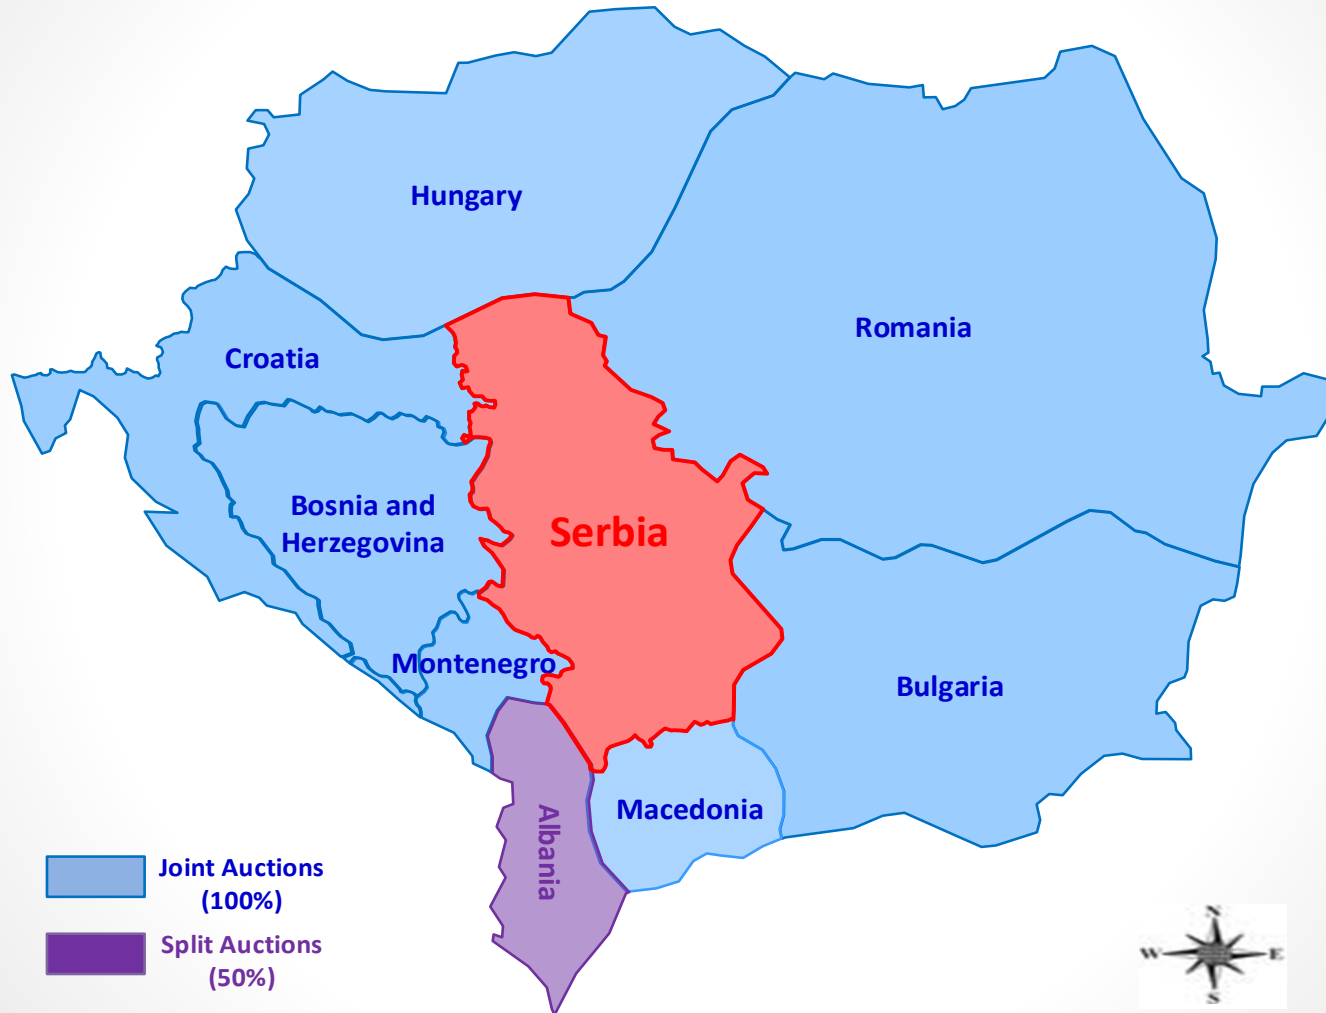 Hungary
Romania
Croatia
Bosnia and
Herzegovina
Serbia
Montenegro
Bulgaria
Macedonia
Albania
Joint Auctions
(100%)
Split Auctions
(50%)
N
W
E
S